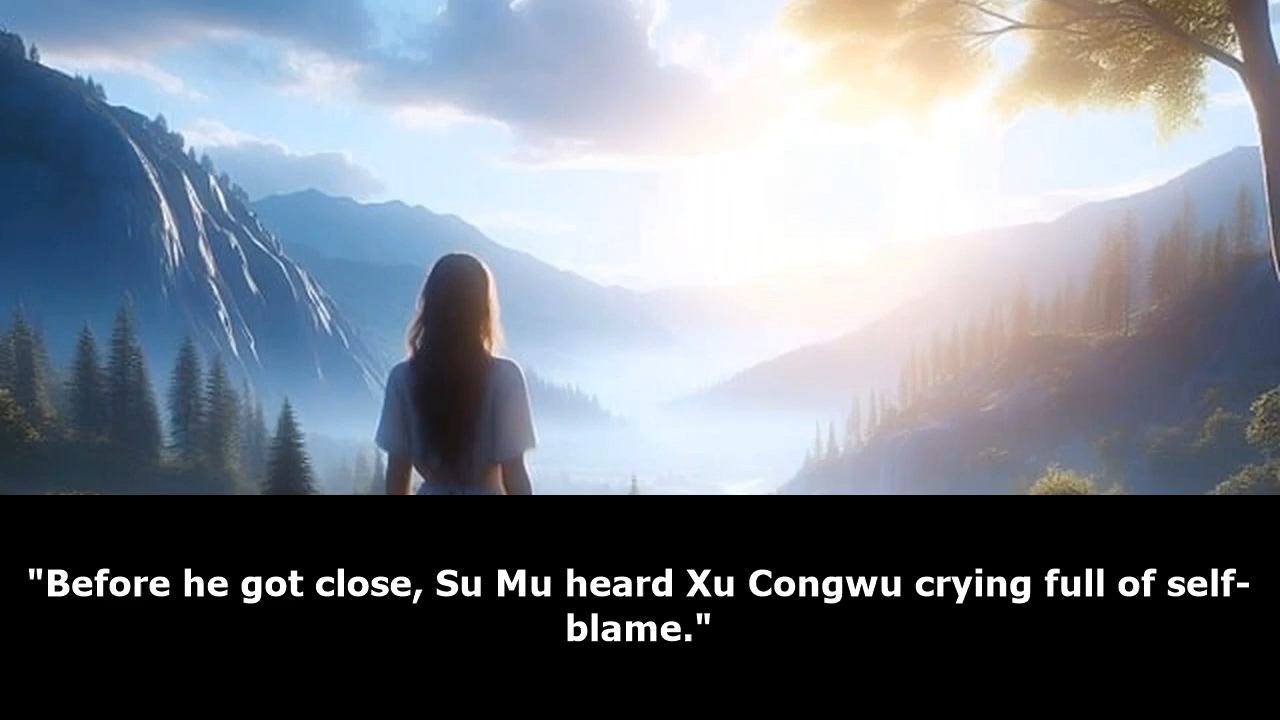 "Before he got close, Su Mu heard Xu Congwu crying full of self-
blame."